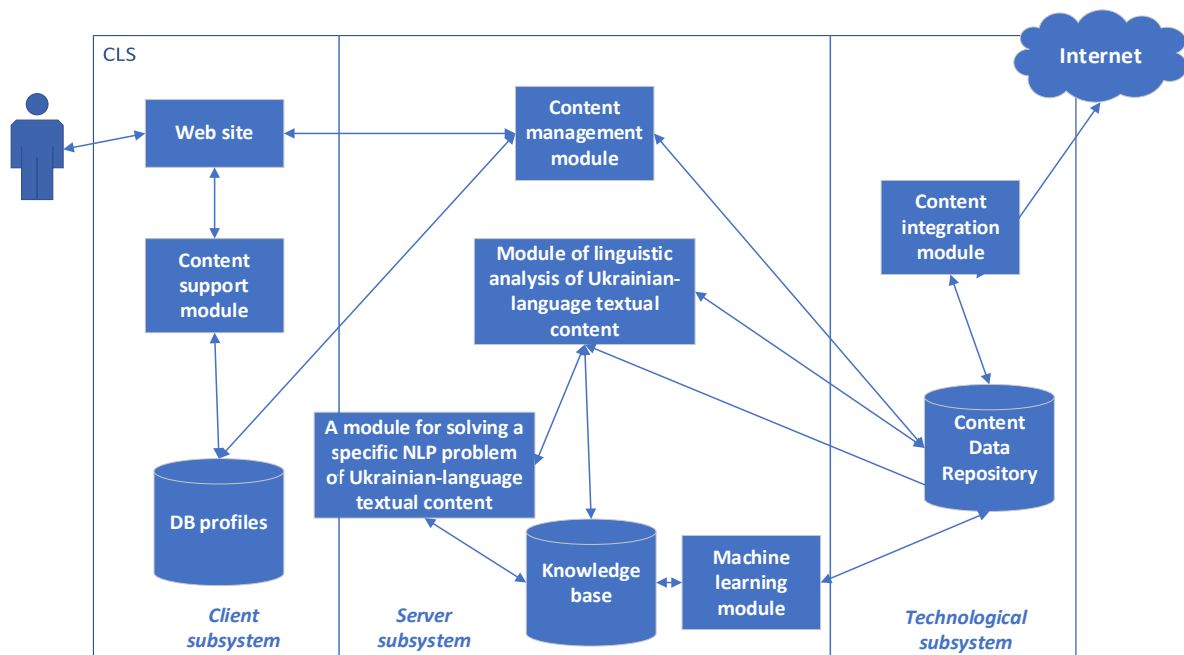 CLS
Internet
Web site
Content
management
module
Content
integration
module
Content
support
module
Module of linguistic
analysis of Ukrainian-
language textual
content
A module for solving a
specific NLP problem
of Ukrainian-language
textual content
Content
Data
Repository
DB profiles
Knowledge
base
Machine
learning
module
Client
subsystem
Server
subsystem
Technological
subsystem